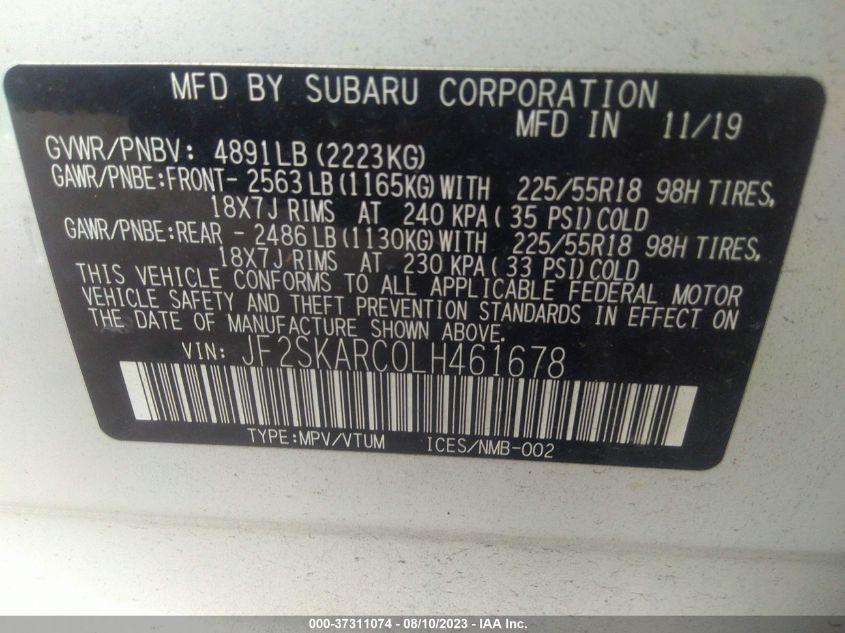 MFD BY SUBARU CORPORATION
MFD IN 11/19
GVWR/PNBV: 4891LB(2223KG)
GAWR/PNBE:FRONT-2563LB(1165KG)WITH 225/55R18 98H TIRES,
18X7J RIMS AT 240 KPA(35 PSI)COLD
GAWR/PNBE:REAR -2486LB(1130KG)WITH 225/55R18 98H TIRES,
18X7J RIMS AT 230 KPA(33 PSI)COLD
THIS VEHICLE CONFORMS TO ALL APPLICABLE FEDERAL MOTOR
VEHICLE SAFETY AND THEFT PREVENTION STANDARDS IN EFFECT ON
THE DATE OF MANUFACTURE SHOWN ABOVE.
VIN: JF2SKARC0LH461678
TYPE:MPV/VTUM ICES/NMB-002
000-37311074 - 08/10/2023 - IAA Inc.